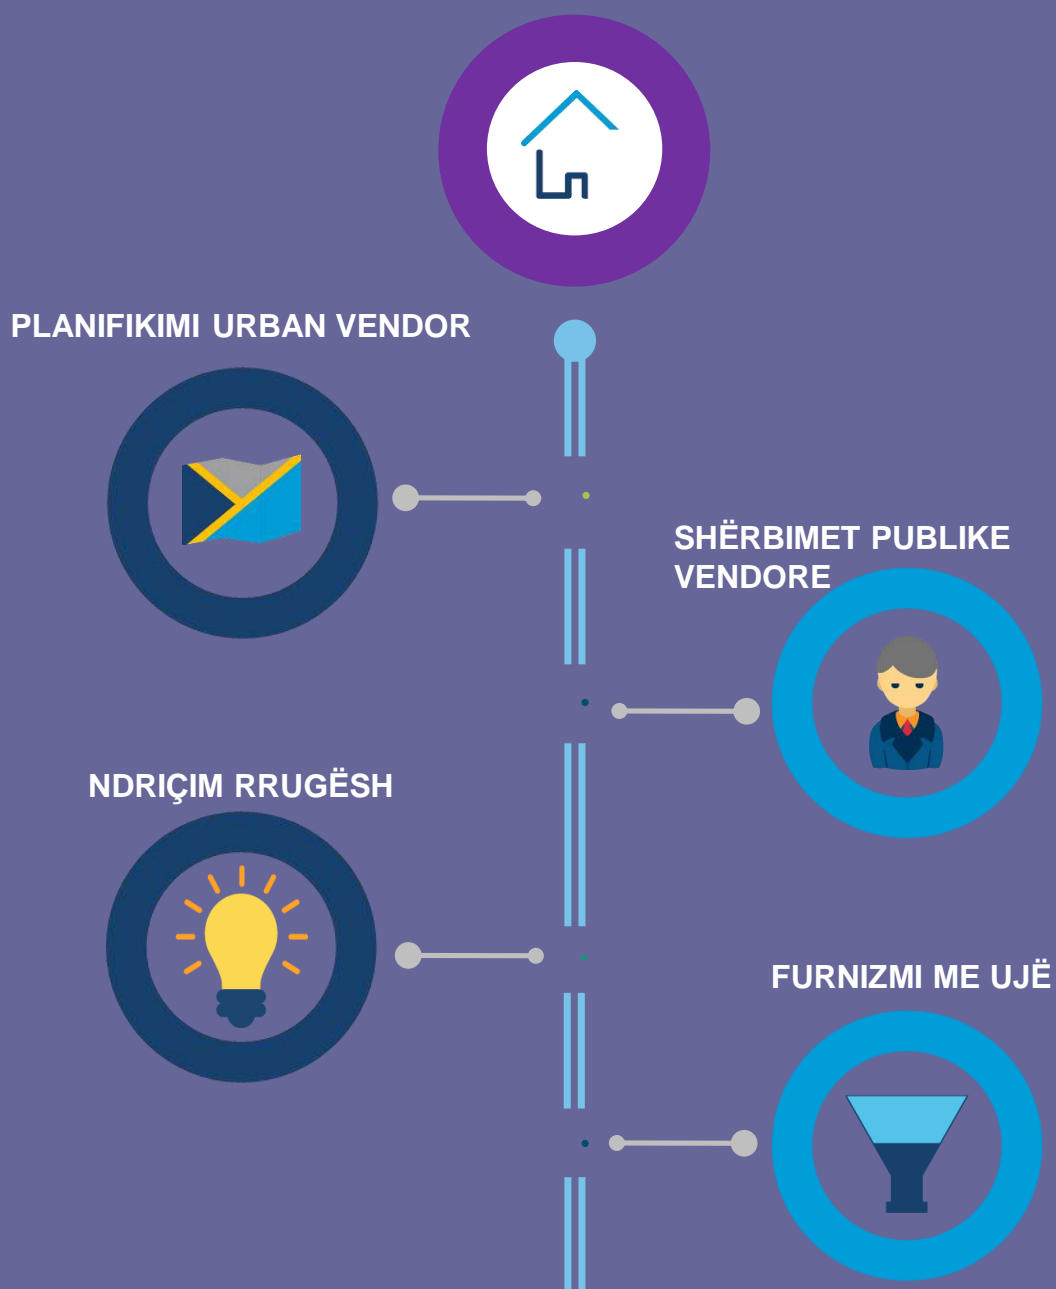 PLANIFIKIMI URBAN VENDOR
SHËRBIMET PUBLIKE
VENDORE
NDRIÇIM RRUGËSH
FURNIZMI ME UJË